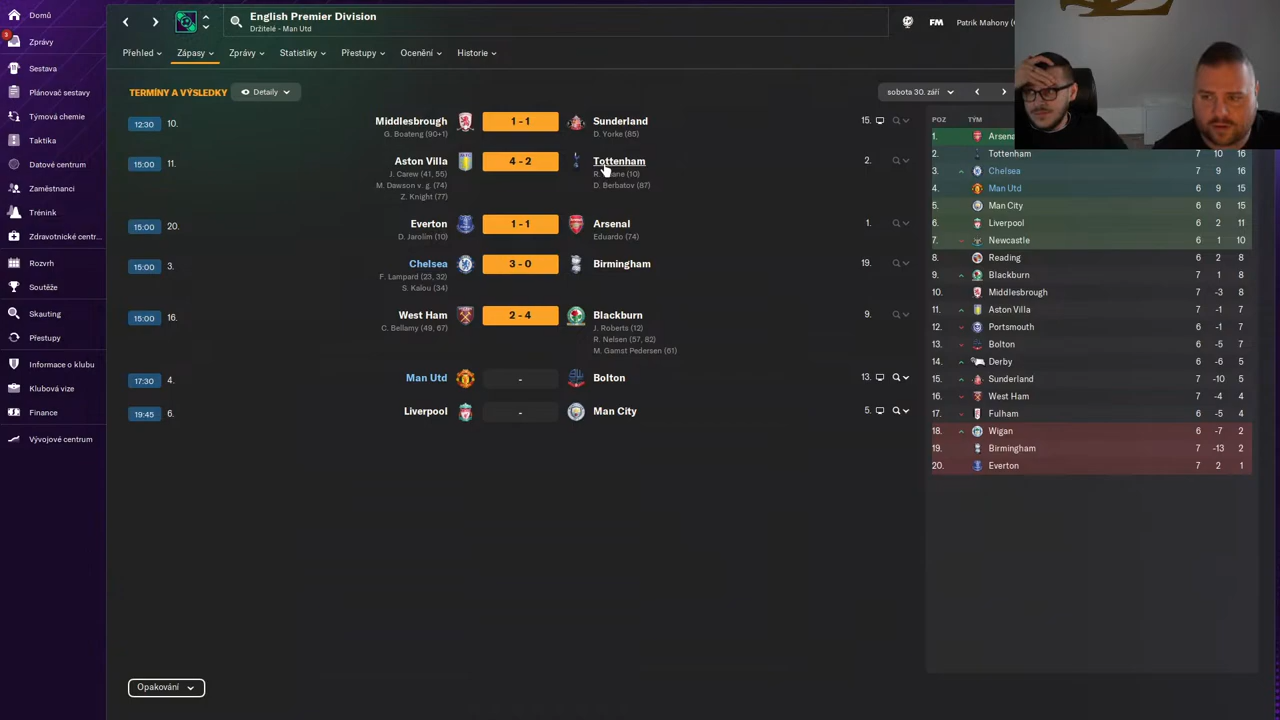 Domů
English Premier Division
Držitelé - Man Utd
FM
Patrik Mahony
3
Zprávy
Přehled
Zápasy
Zprávy
Statistiky
Přestupy
Ocenění
Historie
Sestava
Plánovač sestavy
Týmová chemie
Taktika
Datové centrum
Zaměstnanci
Trénink
Zdravotnické centr...
Rozvrh
Soutěže
Skauting
Přestupy
Informace o klubu
Klubová vize
Finance
Vývojové centrum
TERMÍNY A VÝSLEDKY
Detaily
sobota 30. září
12:30 10. Middlesbrough 1 - 1 Sunderland 15.
G. Boateng (90+1) D. Yorke (85)
15:00 11. Aston Villa 4 - 2 Tottenham 2.
J. Carew (41, 55)
M. Dawson v. g. (74) D. Berbatov (87)
Z. Knight (77)
15:00 20. Everton 1 - 1 Arsenal 1.
D. Jarolím (10) Eduardo (74)
15:00 3. Chelsea 3 - 0 Birmingham 19.
F. Lampard (23, 32)
S. Kalou (34)
15:00 16. West Ham 2 - 4 Blackburn 9.
C. Bellamy (49, 67) J. Roberts (12)
R. Nelsen (57, 82)
M. Gamst Pedersen (61)
17:30 4. Man Utd - Bolton 13.
19:45 6. Liverpool - Man City 5.
Opakování
POZ TÝM
1.
2. Tottenham 7 10 16
3. Chelsea 7 9 16
4. Man Utd 6 9 15
5. Man City 6 6 15
6. Liverpool 6 2 11
7. Newcastle 6 1 10
8. Reading 6 2 8
9. Blackburn 7 1 8
10. Middlesbrough 7 -3 8
11. Aston Villa 7 -1 7
12. Portsmouth 6 -1 7
13. Bolton 6 -5 7
14. Derby 6 -6 5
15. Sunderland 7 -10 5
16. West Ham 7 -4 4
17. Fulham 6 -5 4
18. Wigan 6 -7 2
19. Birmingham 7 -13 2
20. Everton 7 2 1